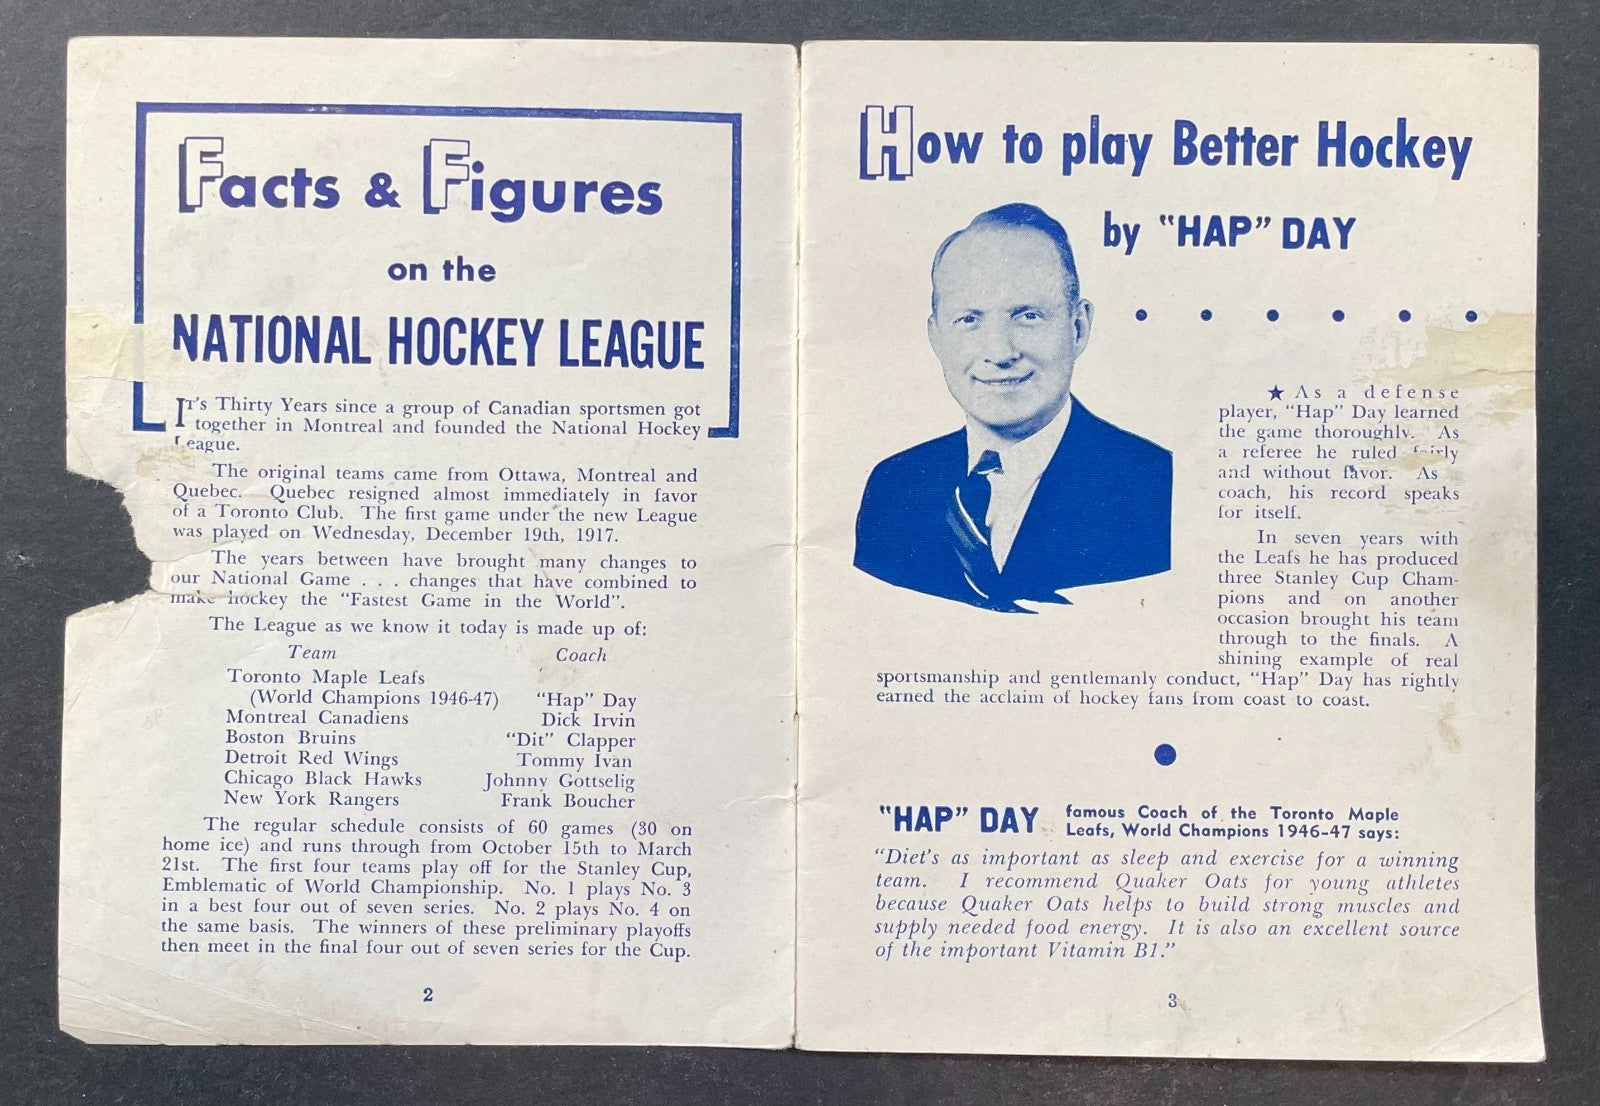 Facts & Figures
on the
NATIONAL HOCKEY LEAGUE
IT's Thirty Years since a group of Canadian sportsmen got
together in Montreal and founded the National Hockey
League.
The original teams came from Ottawa, Montreal and
Quebec. Quebec resigned almost immediately in favor
of a Toronto Club. The first game under the new League
was played on Wednesday, December 19th, 1917.
The years between have brought many changes to
our National Game . . . changes that have combined to
make hockey the "Fastest Game in the World".
The League as we know it today is made up of:
Team Coach
Toronto Maple Leafs
(World Champions 1946-47) "Hap" Day
Montreal Canadiens Dick Irvin
Boston Bruins "Dit" Clapper
Detroit Red Wings Tommy Ivan
Chicago Black Hawks Johnny Gottselig
New York Rangers Frank Boucher
The regular schedule consists of 60 games (30 on
home ice) and runs through from October 15th to March
21st. The first four teams play off for the Stanley Cup,
Emblematic of World Championship. No. 1 plays No. 3
in a best four out of seven series. No. 2 plays No. 4 on
the same basis. The winners of these preliminary playoffs
then meet in the final four out of seven series for the Cup.
2
How to play Better Hockey
by "HAP" DAY
★ As a defense
player, "Hap" Day learned
the game thoroughly. As
a referee he ruled fairly
and without favor. As
coach, his record speaks
for itself.
In seven years with
the Leafs he has produced
three Stanley Cup Cham-
pions and on another
occasion brought his team
through to the finals. A
shining example of real
sportsmanship and gentlemanly conduct, "Hap" Day has rightly
earned the acclaim of hockey fans from coast to coast.
"HAP" DAY famous Coach of the Toronto Maple
Leafs, World Champions 1946-47 says:
"Diet's as important as sleep and exercise for a winning
team. I recommend Quaker Oats for young athletes
because Quaker Oats helps to build strong muscles and
supply needed food energy. It is also an excellent source
of the important Vitamin B1."
3